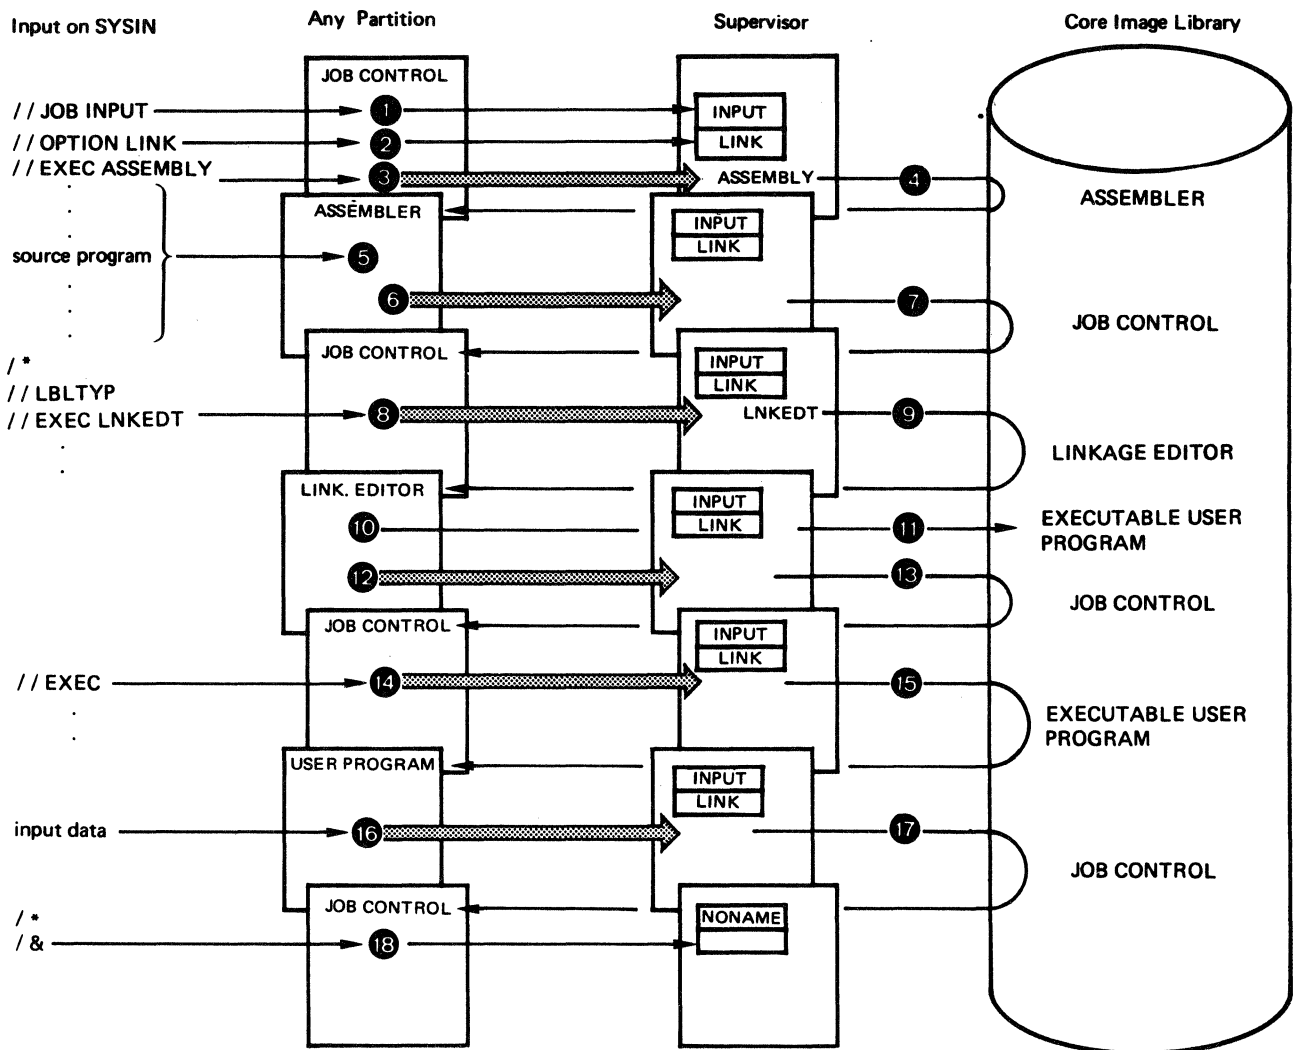 Input on SYSIN Any Partition Supervisor Core Image Library
JOB CONTROL
// JOB INPUT 1 INPUT
// OPTION LINK 2 LINK
// EXEC ASSEMBLY 3 ASSEMBLY 4
ASSEMBLER
ASSEMBLER INPUT
LINK
source program 5
6 7
JOB CONTROL
JOB CONTROL INPUT
/ *
LINK
// LBLTYP
// EXEC LNKEDT 8 LNKEDT 9
LINKAGE EDITOR
LINK. EDITOR INPUT
LINK
10 11 EXECUTABLE USER
PROGRAM
12 13
JOB CONTROL
JOB CONTROL INPUT
LINK
// EXEC 14 15
EXECUTABLE USER
PROGRAM
USER PROGRAM INPUT
LINK
input data 16 17
JOB CONTROL
JOB CONTROL NONAME
/ *
/ & 18